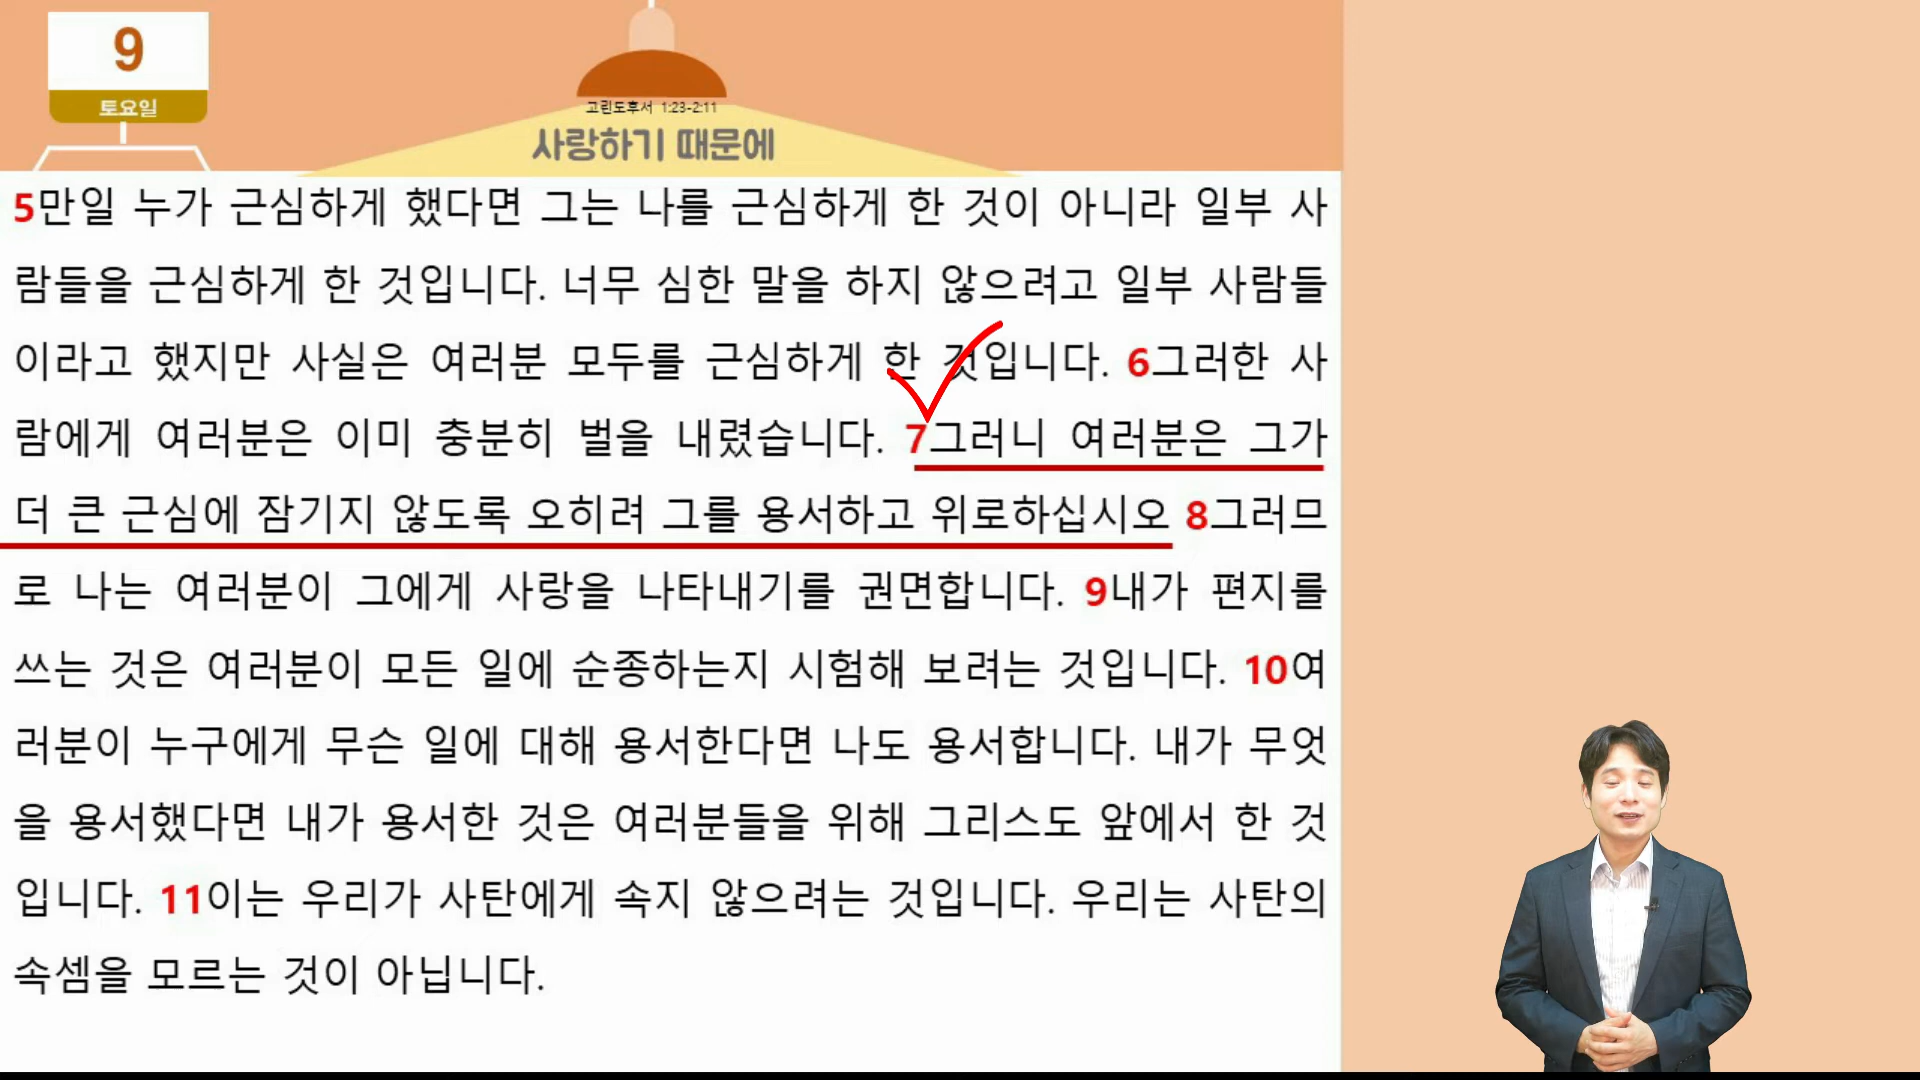 9
토요일
고린도후서 1:23-2:11
사랑하기 때문에
5만일 누가 근심하게 했다면 그는 나를 근심하게 한 것이 아니라 일부 사
람들을 근심하게 한 것입니다. 너무 심한 말을 하지 않으려고 일부 사람들
이라고 했지만 사실은 여러분 모두를 근심하게 한 것입니다. 6그러한 사
람에게 여러분은 이미 충분히 벌을 내렸습니다. 7그러니 여러분은 그가
더 큰 근심에 잠기지 않도록 오히려 그를 용서하고 위로하십시오 8그러므
로 나는 여러분이 그에게 사랑을 나타내기를 권면합니다. 9내가 편지를
쓰는 것은 여러분이 모든 일에 순종하는지 시험해 보려는 것입니다. 10여
러분이 누구에게 무슨 일에 대해 용서한다면 나도 용서합니다. 내가 무엇
을 용서했다면 내가 용서한 것은 여러분들을 위해 그리스도 앞에서 한 것
입니다. 11이는 우리가 사탄에게 속지 않으려는 것입니다. 우리는 사탄의
속셈을 모르는 것이 아닙니다.